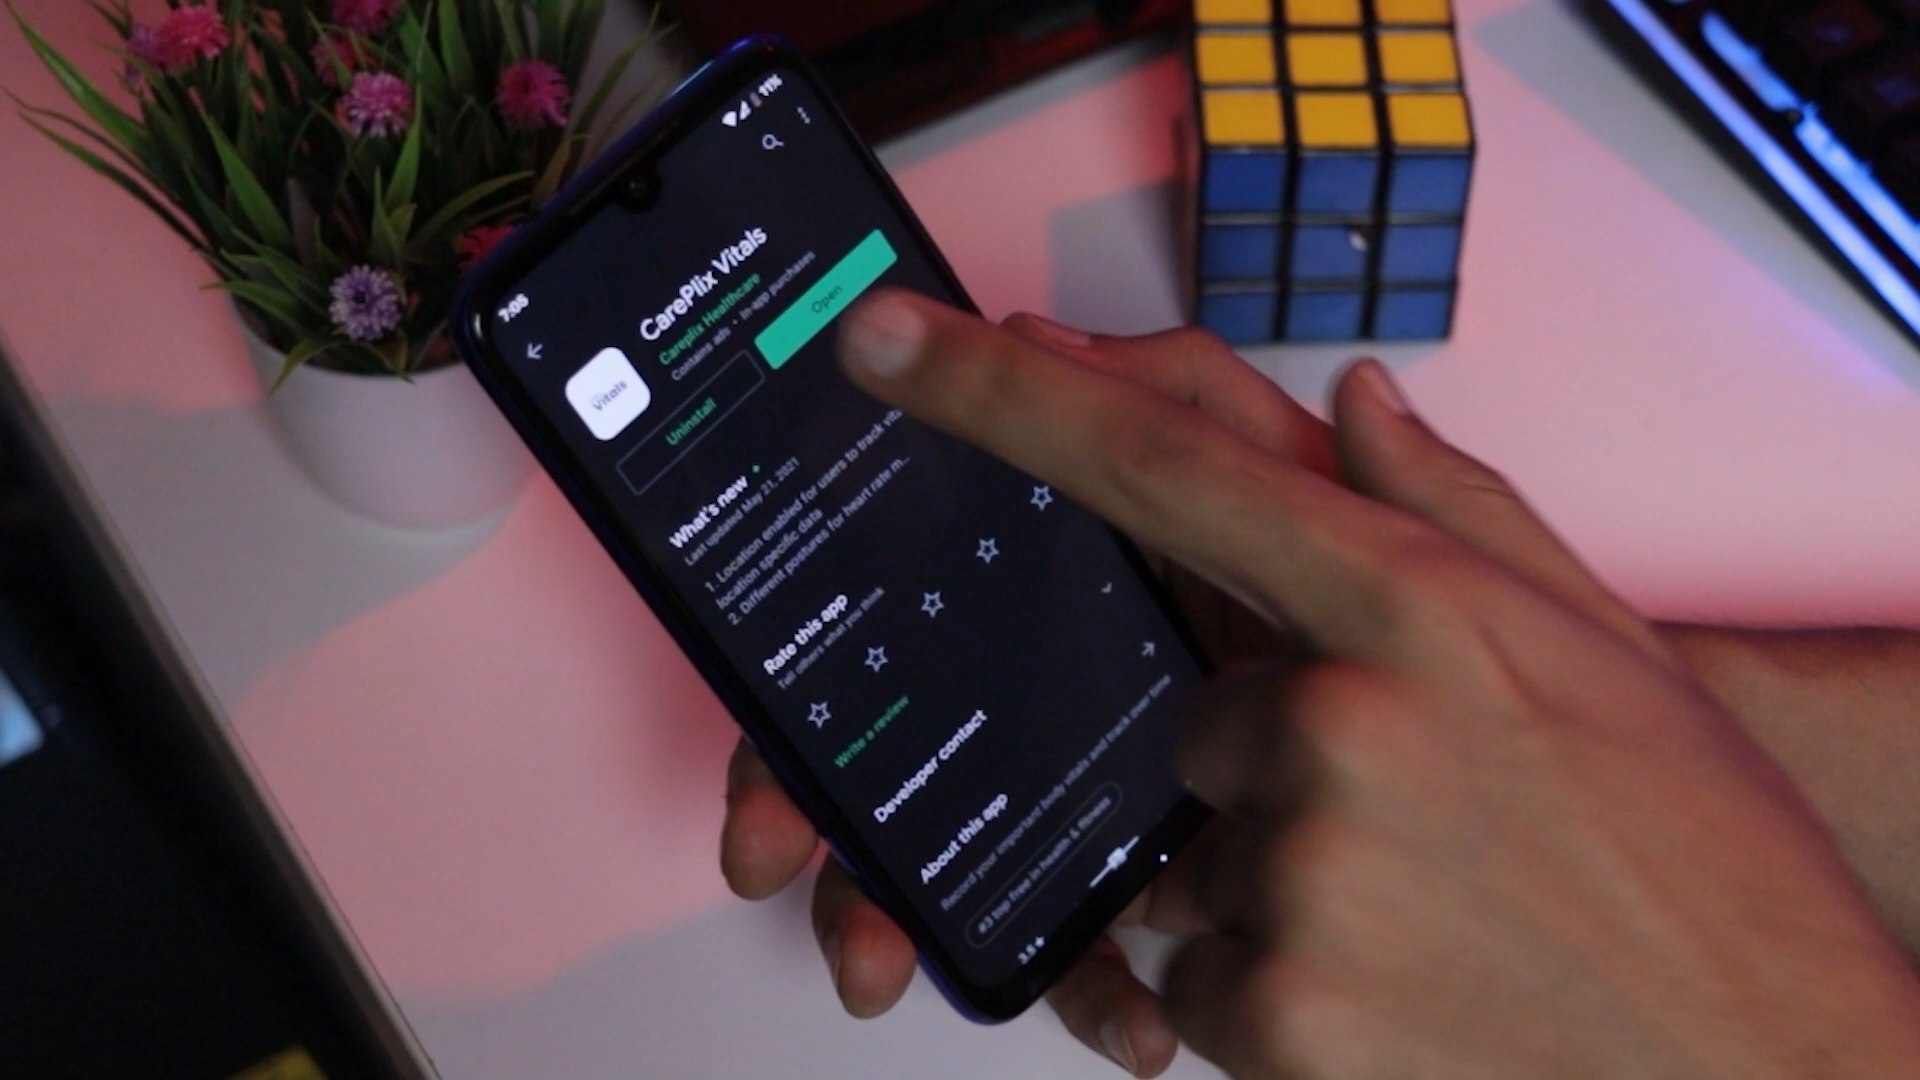 11%
7:05
CarePlix Vitals
Careplix Healthcare
Contains ads • In-app purchases
Vitals
Uninstall
Open
What's new
Last updated May 21, 2021
1. Location enabled for users to track
location specific data
2. Different postures for heart rate m...
Rate this app
Tell others what you think
Write a review
Developer contact
About this app
Record your important body vitals and track over time
#3 top free in health & fitness
3.5★